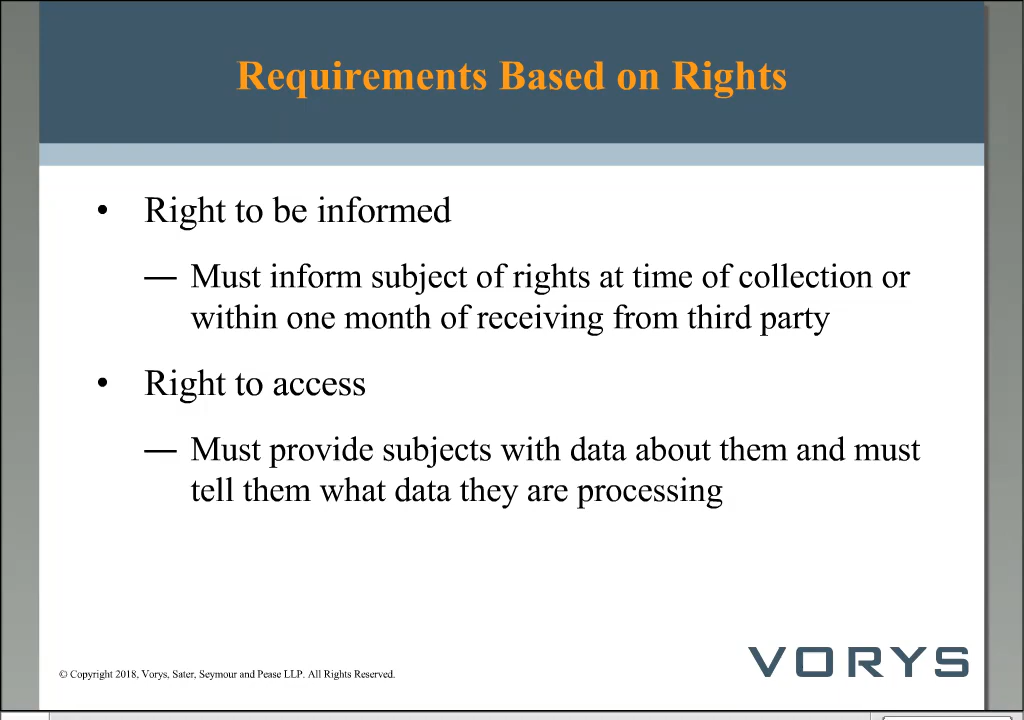 Requirements Based on Rights
• Right to be informed
— Must inform subject of rights at time of collection or
within one month of receiving from third party
• Right to access
— Must provide subjects with data about them and must
tell them what data they are processing
© Copyright 2018, Vorys, Sater, Seymour and Pease LLP. All Rights Reserved.
VORYS